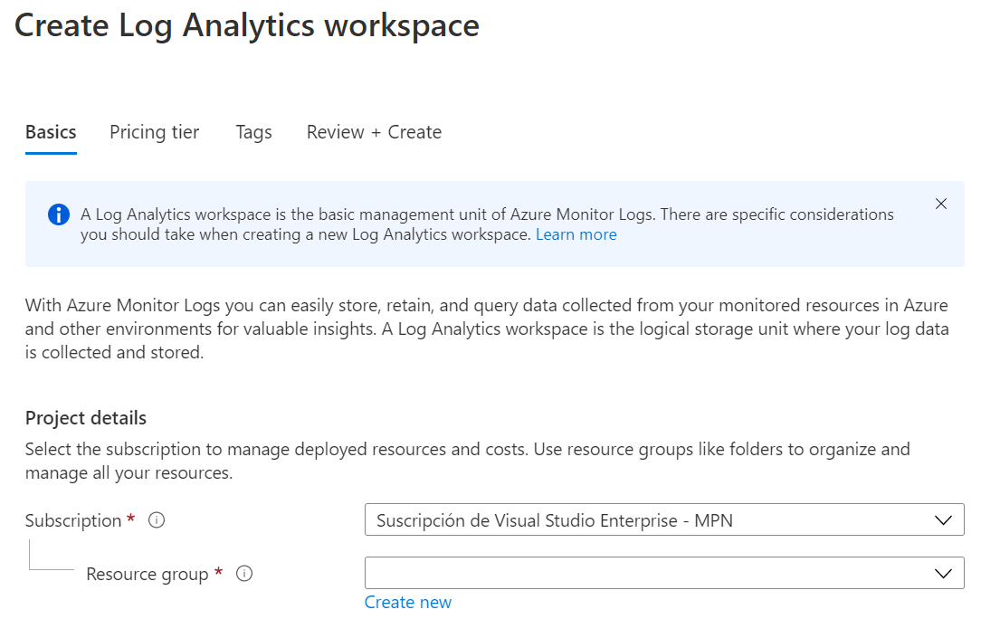 Create Log Analytics workspace
Basics Pricing tier Tags Review + Create
A Log Analytics workspace is the basic management unit of Azure Monitor Logs. There are specific considerations
you should take when creating a new Log Analytics workspace. Learn more
With Azure Monitor Logs you can easily store, retain, and query data collected from your monitored resources in Azure
and other environments for valuable insights. A Log Analytics workspace is the logical storage unit where your log data
is collected and stored.
Project details
Select the subscription to manage deployed resources and costs. Use resource groups like folders to organize and
manage all your resources.
Subscription * Suscripción de Visual Studio Enterprise - MPN
Resource group *
Create new